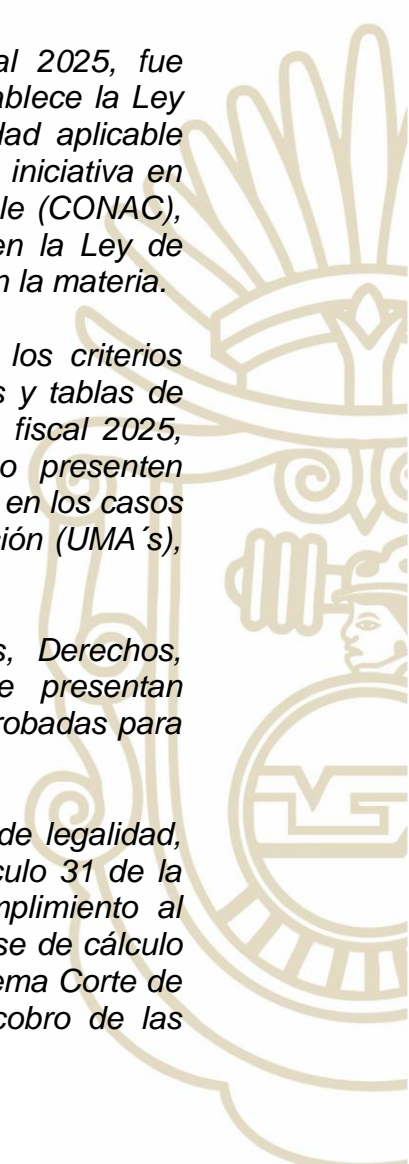 al 2025, fue
ablece la Ley
dad aplicable
iniciativa en
le (CONAC),
en la Ley de
n la materia.
los criterios
s y tablas de
fiscal 2025,
o presenten
en los casos
ción (UMA´s),
s, Derechos,
e presentan
robadas para
de legalidad,
culo 31 de la
mplimiento al
se de cálculo
ema Corte de
cobro de las